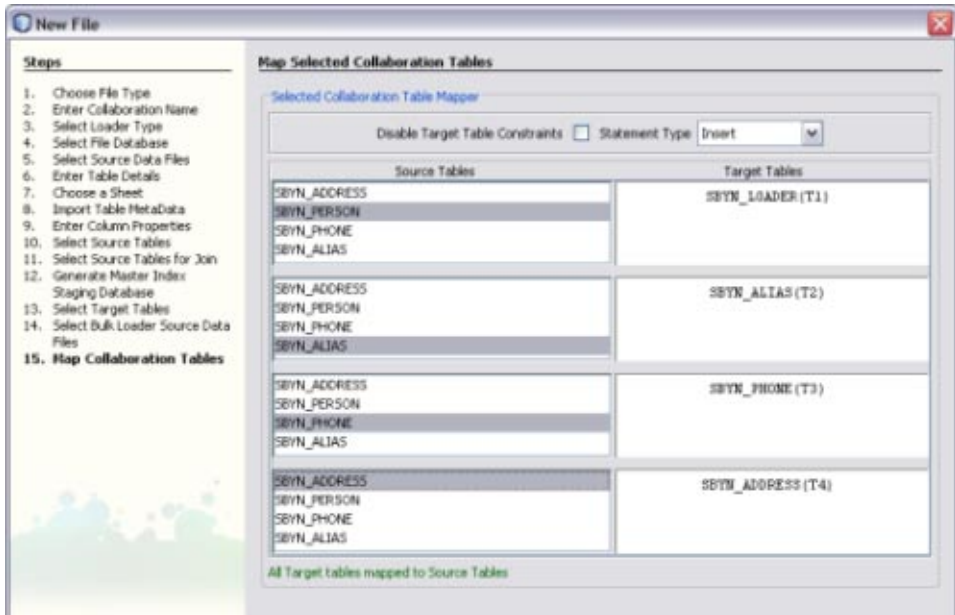 New File
Steps
1. Choose File Type
2. Enter Collaboration Name
3. Select Loader Type
4. Select File Database
5. Select Source Data Files
6. Enter Table Details
7. Choose a Sheet
8. Import Table MetaData
9. Enter Column Properties
10. Select Source Tables
11. Select Source Tables for Join
12. Generate Master Index
Staging Database
13. Select Target Tables
14. Select Bulk Loader Source Data
Files
15. Map Collaboration Tables
Map Selected Collaboration Tables
Selected Collaboration Table Mapper
Disable Target Table Constraints Statement Type Insert
Source Tables Target Tables
SBYN_ADDRESS
SBYN_PERSON
SBYN_PHONE
SBYN_ALIAS
SBYN_LOADER(T1)
SBYN_ADDRESS
SBYN_PERSON
SBYN_PHONE
SBYN_ALIAS
SBYN_ALIAS(T2)
SBYN_ADDRESS
SBYN_PERSON
SBYN_PHONE
SBYN_ALIAS
SBYN_PHONE(T3)
SBYN_ADDRESS
SBYN_PERSON
SBYN_PHONE
SBYN_ALIAS
SBYN_ADDRESS(T4)
All Target tables mapped to Source Tables